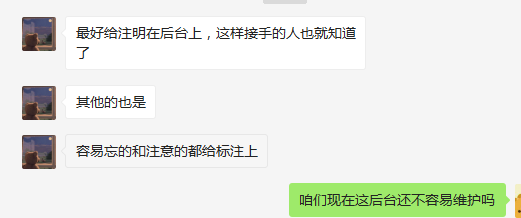 最好给注明在后台上，这样接手的人也就知道
了
其他的也是
容易忘的和注意的都给标注上
咱们现在这后台还不容易维护吗